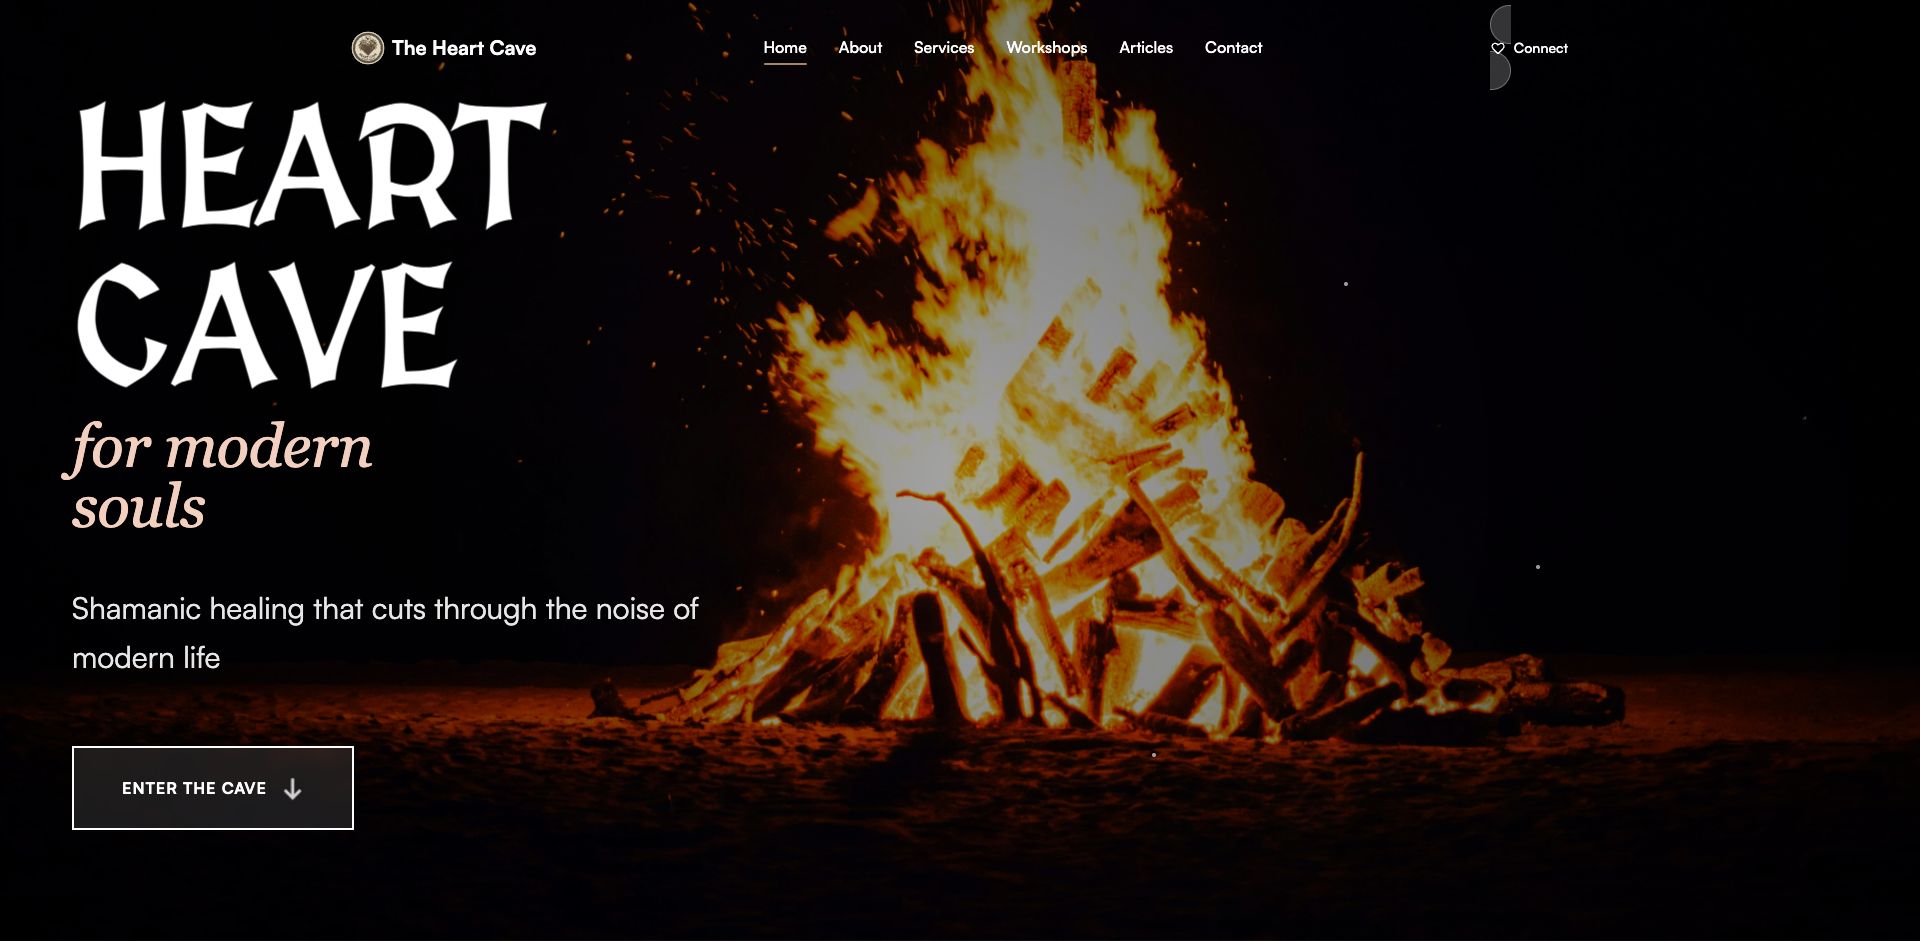 The Heart Cave
Home
About
Services
Workshops
Articles
Contact
Connect
HEART
CAVE
for modern
souls
Shamanic healing that cuts through the noise of
modern life
ENTER THE CAVE